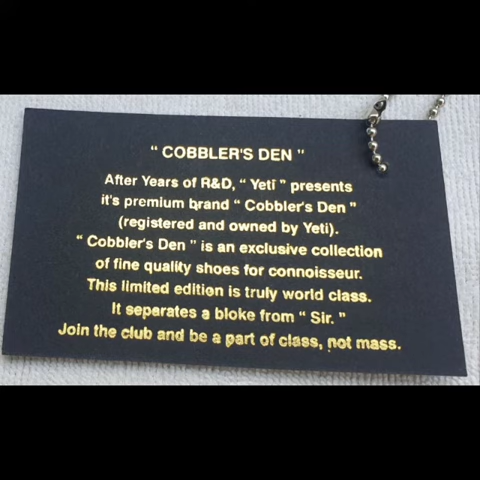 “ COBBLER'S DEN ”
After Years of R&D, “ Yeti ” presents
it's premium brand “ Cobbler's Den ”
(registered and owned by Yeti).
“ Cobbler's Den ” is an exclusive collection
of fine quality shoes for connoisseur.
This limited edition is truly world class.
It separates a bloke from “ Sir. ”
Join the club and be a part of class, not mass.